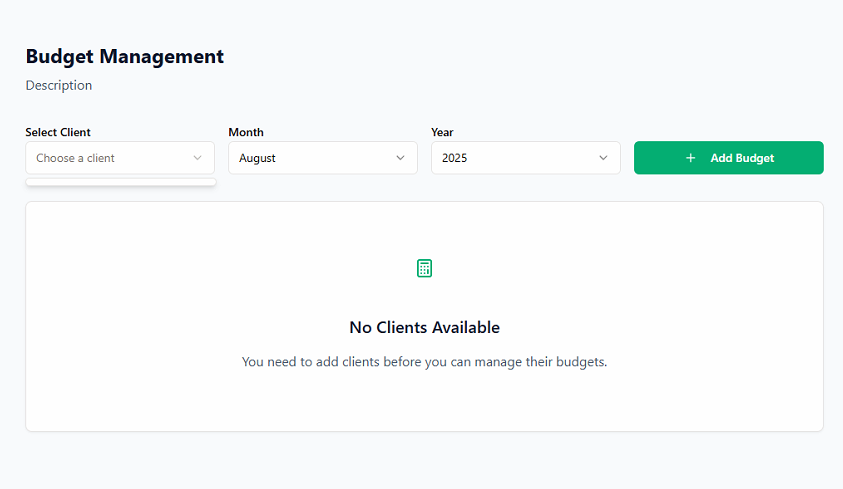 Budget Management
Description
Select Client
Month
Year
Choose a client
August
2025
Add Budget
No Clients Available
You need to add clients before you can manage their budgets.